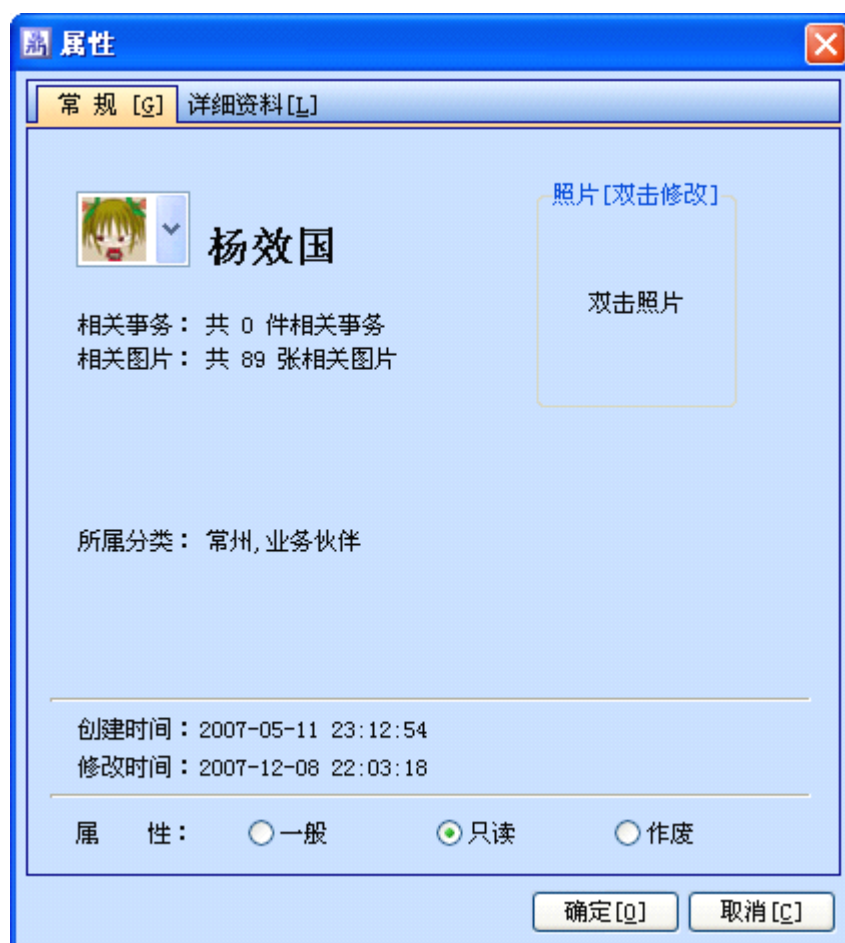 属性
常 规 [G] 详细资料[L]
照片[双击修改]
杨效国
双击照片
相关事务：共 0 件相关事务
相关图片：共 89 张相关图片
所属分类：常州,业务伙伴
创建时间：2007-05-11 23:12:54
修改时间：2007-12-08 22:03:18
属 性： 一般 只读 作废
确定[O] 取消[C]